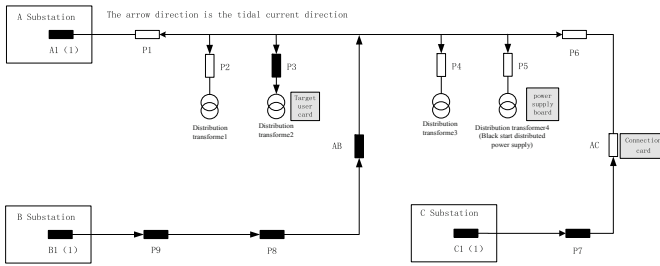 A Substation
The arrow direction is the tidal current direction
A1 (1)
P1
P2
P3
P4
P5
P6
Target
user
card
power
supply
board
Distribution
transforme1
Distribution
transforme2
Distribution
transforme3
Distribution transformer4
(Black start distributed
power supply)
AB
AC
Connection
card
B Substation
B1 (1)
P9
P8
C Substation
C1 (1)
P7